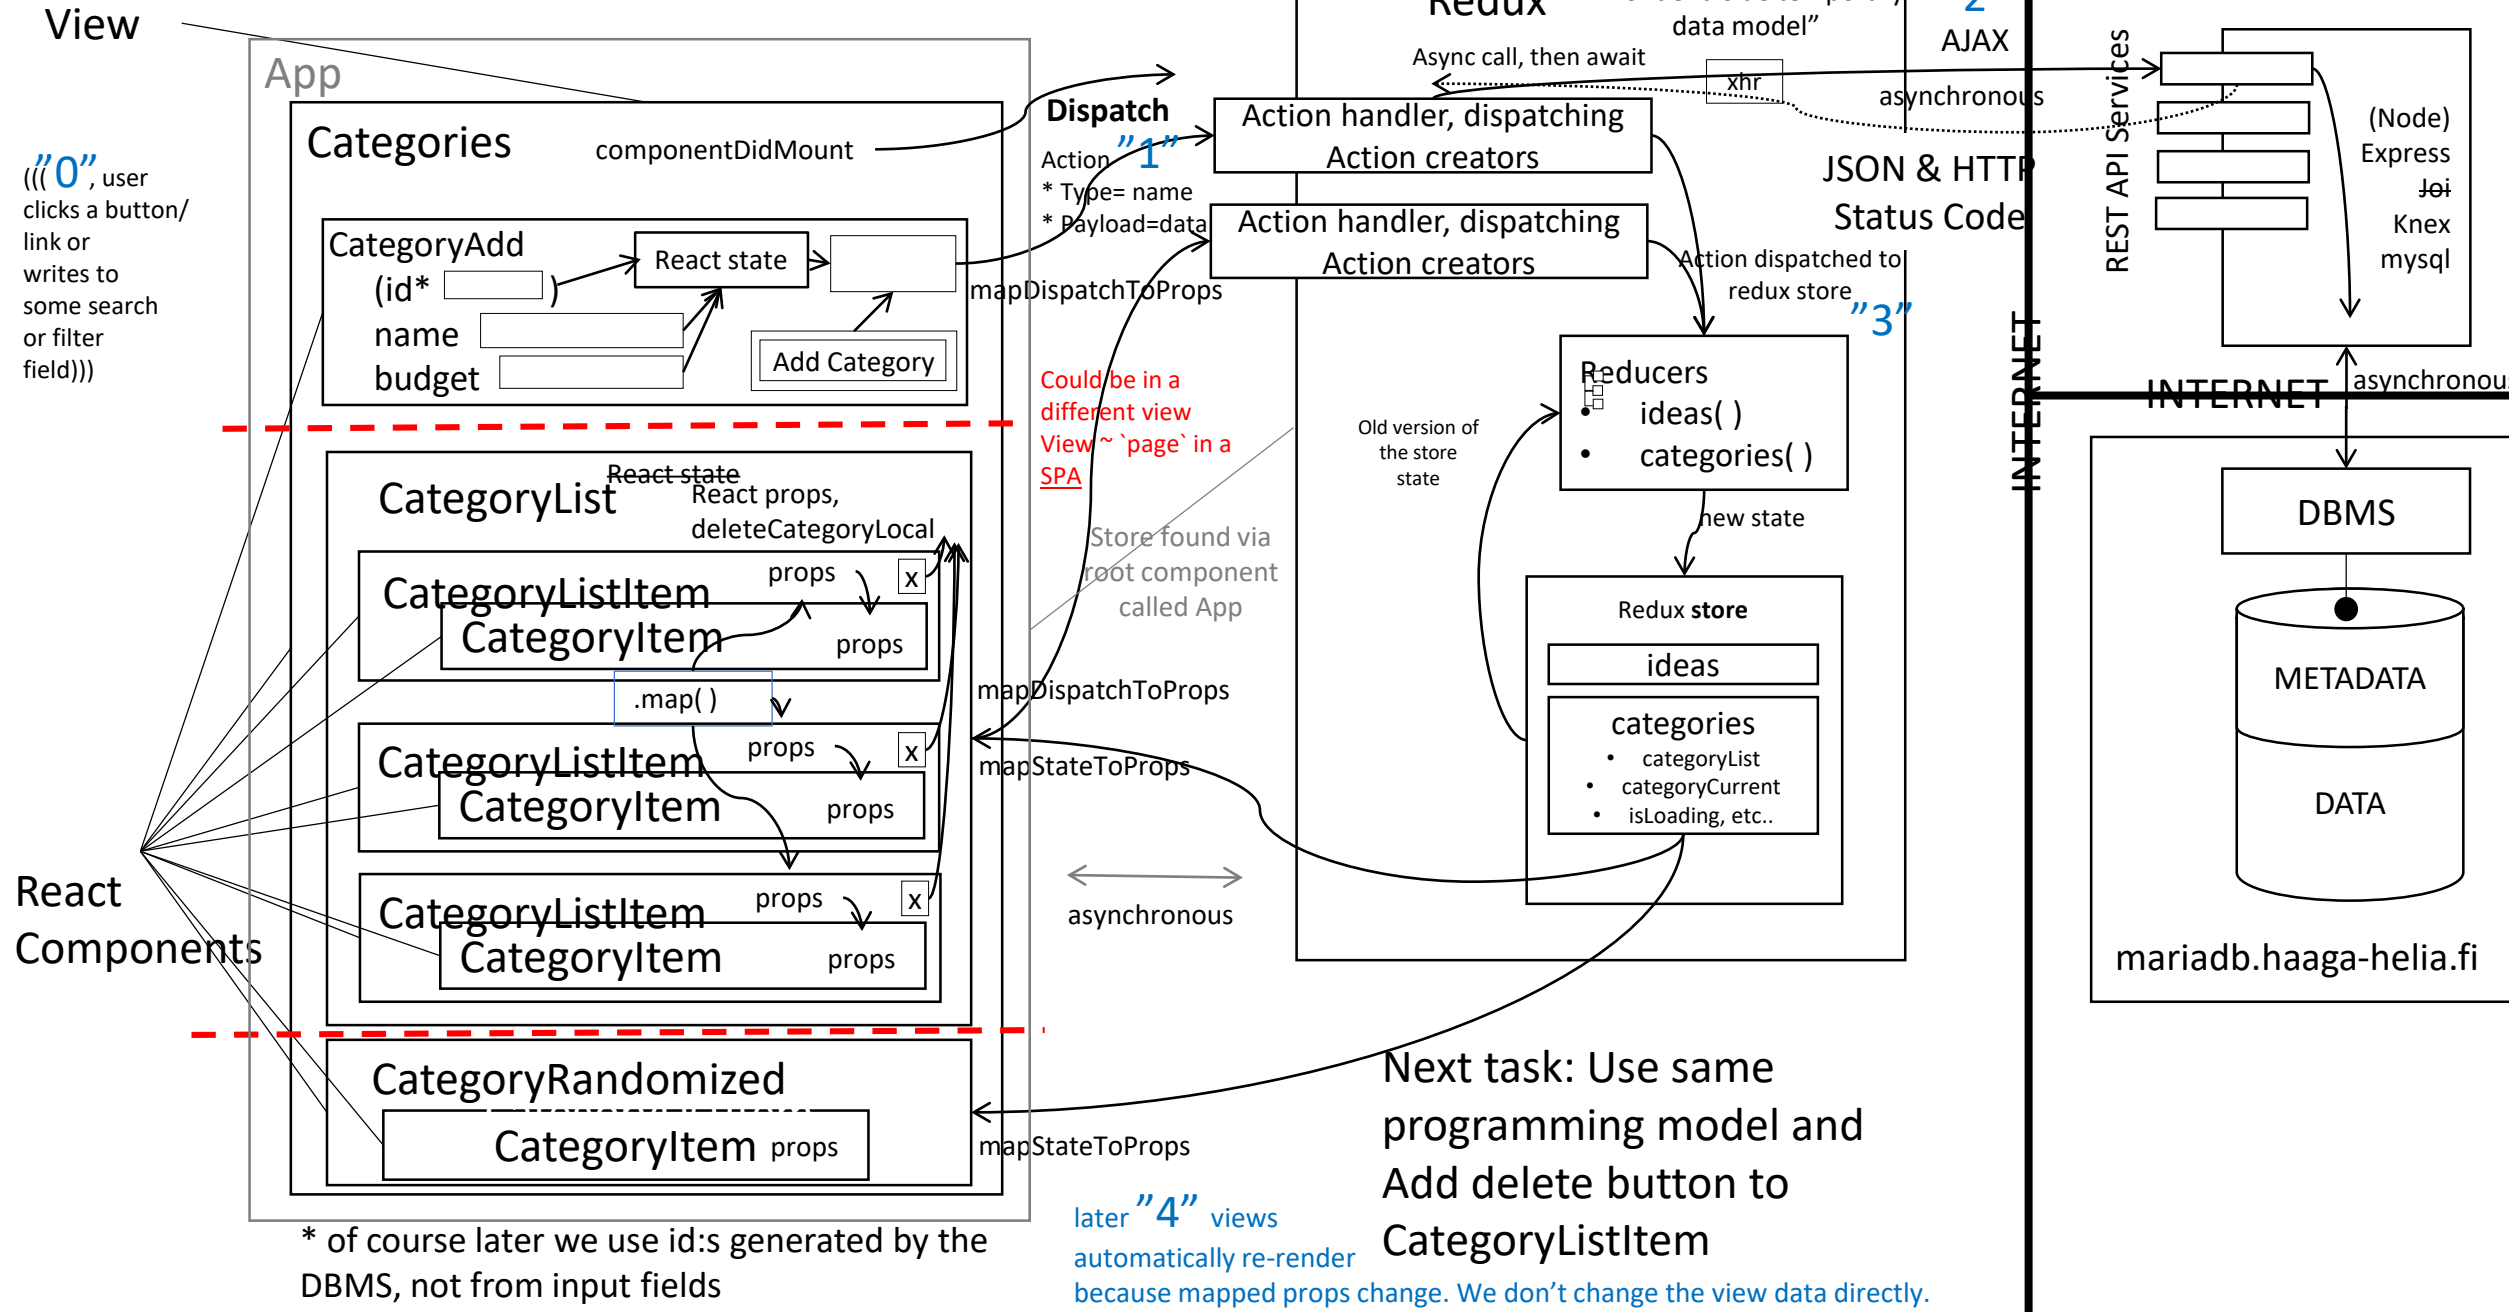 View
App
Categories
componentDidMount
(((”0”, user
clicks a button/
link or
writes to
some search
or filter
field)))
CategoryAdd
(id*
)
name
budget
React state
Add Category
React state
CategoryList
React props,
deleteCategoryLocal
CategoryListItem
props
x
CategoryItem
props
.map( )
CategoryListItem
props
x
CategoryItem
props
CategoryListItem
props
x
CategoryItem
props
React
Components
CategoryRandomized
CategoryItem
props
* of course later we use id:s generated by the
DBMS, not from input fields
Dispatch
Action ”1”
* Type= name
* Payload=data
mapDispatchToProps
Could be in a
different view
View ~ `page` in a
SPA
Store found via
root component
called App
mapDispatchToProps
mapStateToProps
asynchronous
mapStateToProps
later ”4” views
automatically re-render
because mapped props change. We don’t change the view data directly.
Redux
data model”
Async call, then await
xhr
Action handler, dispatching
Action creators
Action handler, dispatching
Action creators
2
AJAX
asynchronous
JSON & HTTP
Status Code
Action dispatched to
redux store
”3”
Reducers
• ideas( )
• categories( )
Old version of
the store
state
new state
Redux store
ideas
categories
• categoryList
• categoryCurrent
• isLoading, etc..
Next task: Use same
programming model and
Add delete button to
CategoryListItem
INTERNET
REST API Services
(Node)
Express
Joi
Knex
mysql
INTERNET
asynchronous
DBMS
METADATA
DATA
mariadb.haaga-helia.fi